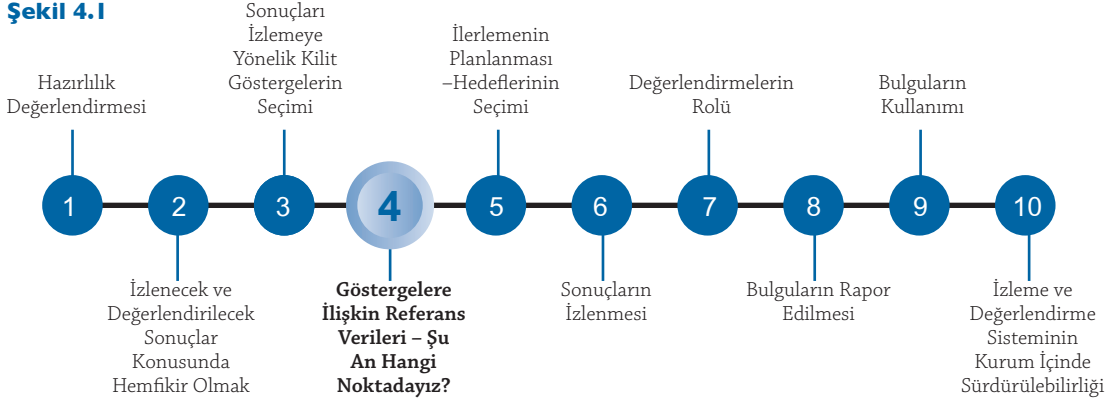 Şekil 4.1
Hazırlılık
Değerlendirmesi
Sonuçları
İzlemeye
Yönelik Kilit
Göstergelerin
Seçimi
İlerlemenin
Planlanması
–Hedeflerinin
Seçimi
Değerlendirmelerin
Rolü
Bulguların
Kullanımı
1
2
3
4
5
6
7
8
9
10
İzlenecek ve
Değerlendirilecek
Sonuçlar
Konusunda
Hemfikir Olmak
Göstergelere
İlişkin Referans
Verileri – Şu
An Hangi
Noktadayız?
Sonuçların
İzlenmesi
Bulguların Rapor
Edilmesi
İzleme ve
Değerlendirme
Sisteminin
Kurum İçinde
Sürdürülebilirliği